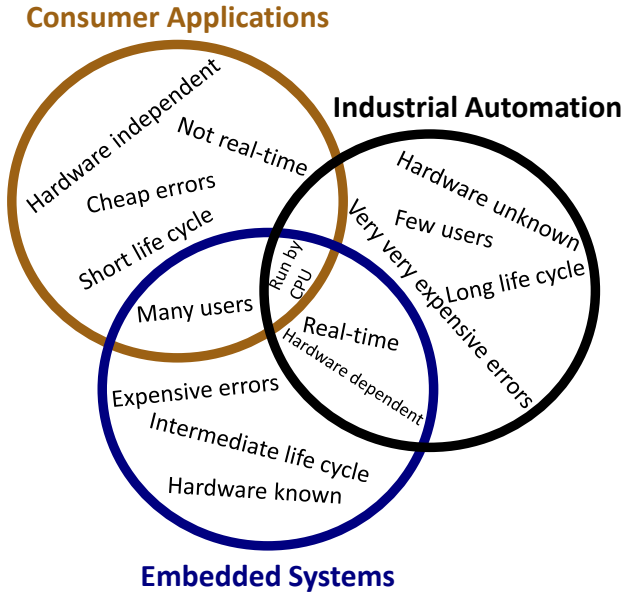 Consumer Applications
Industrial Automation
Hardware independent
Not real-time
Cheap errors
Short life cycle
Many users
Run by
CPU
Hardware unknown
Few users
Very very expensive errors
Long life cycle
Real-time
Hardware dependent
Expensive errors
Intermediate life cycle
Hardware known
Embedded Systems